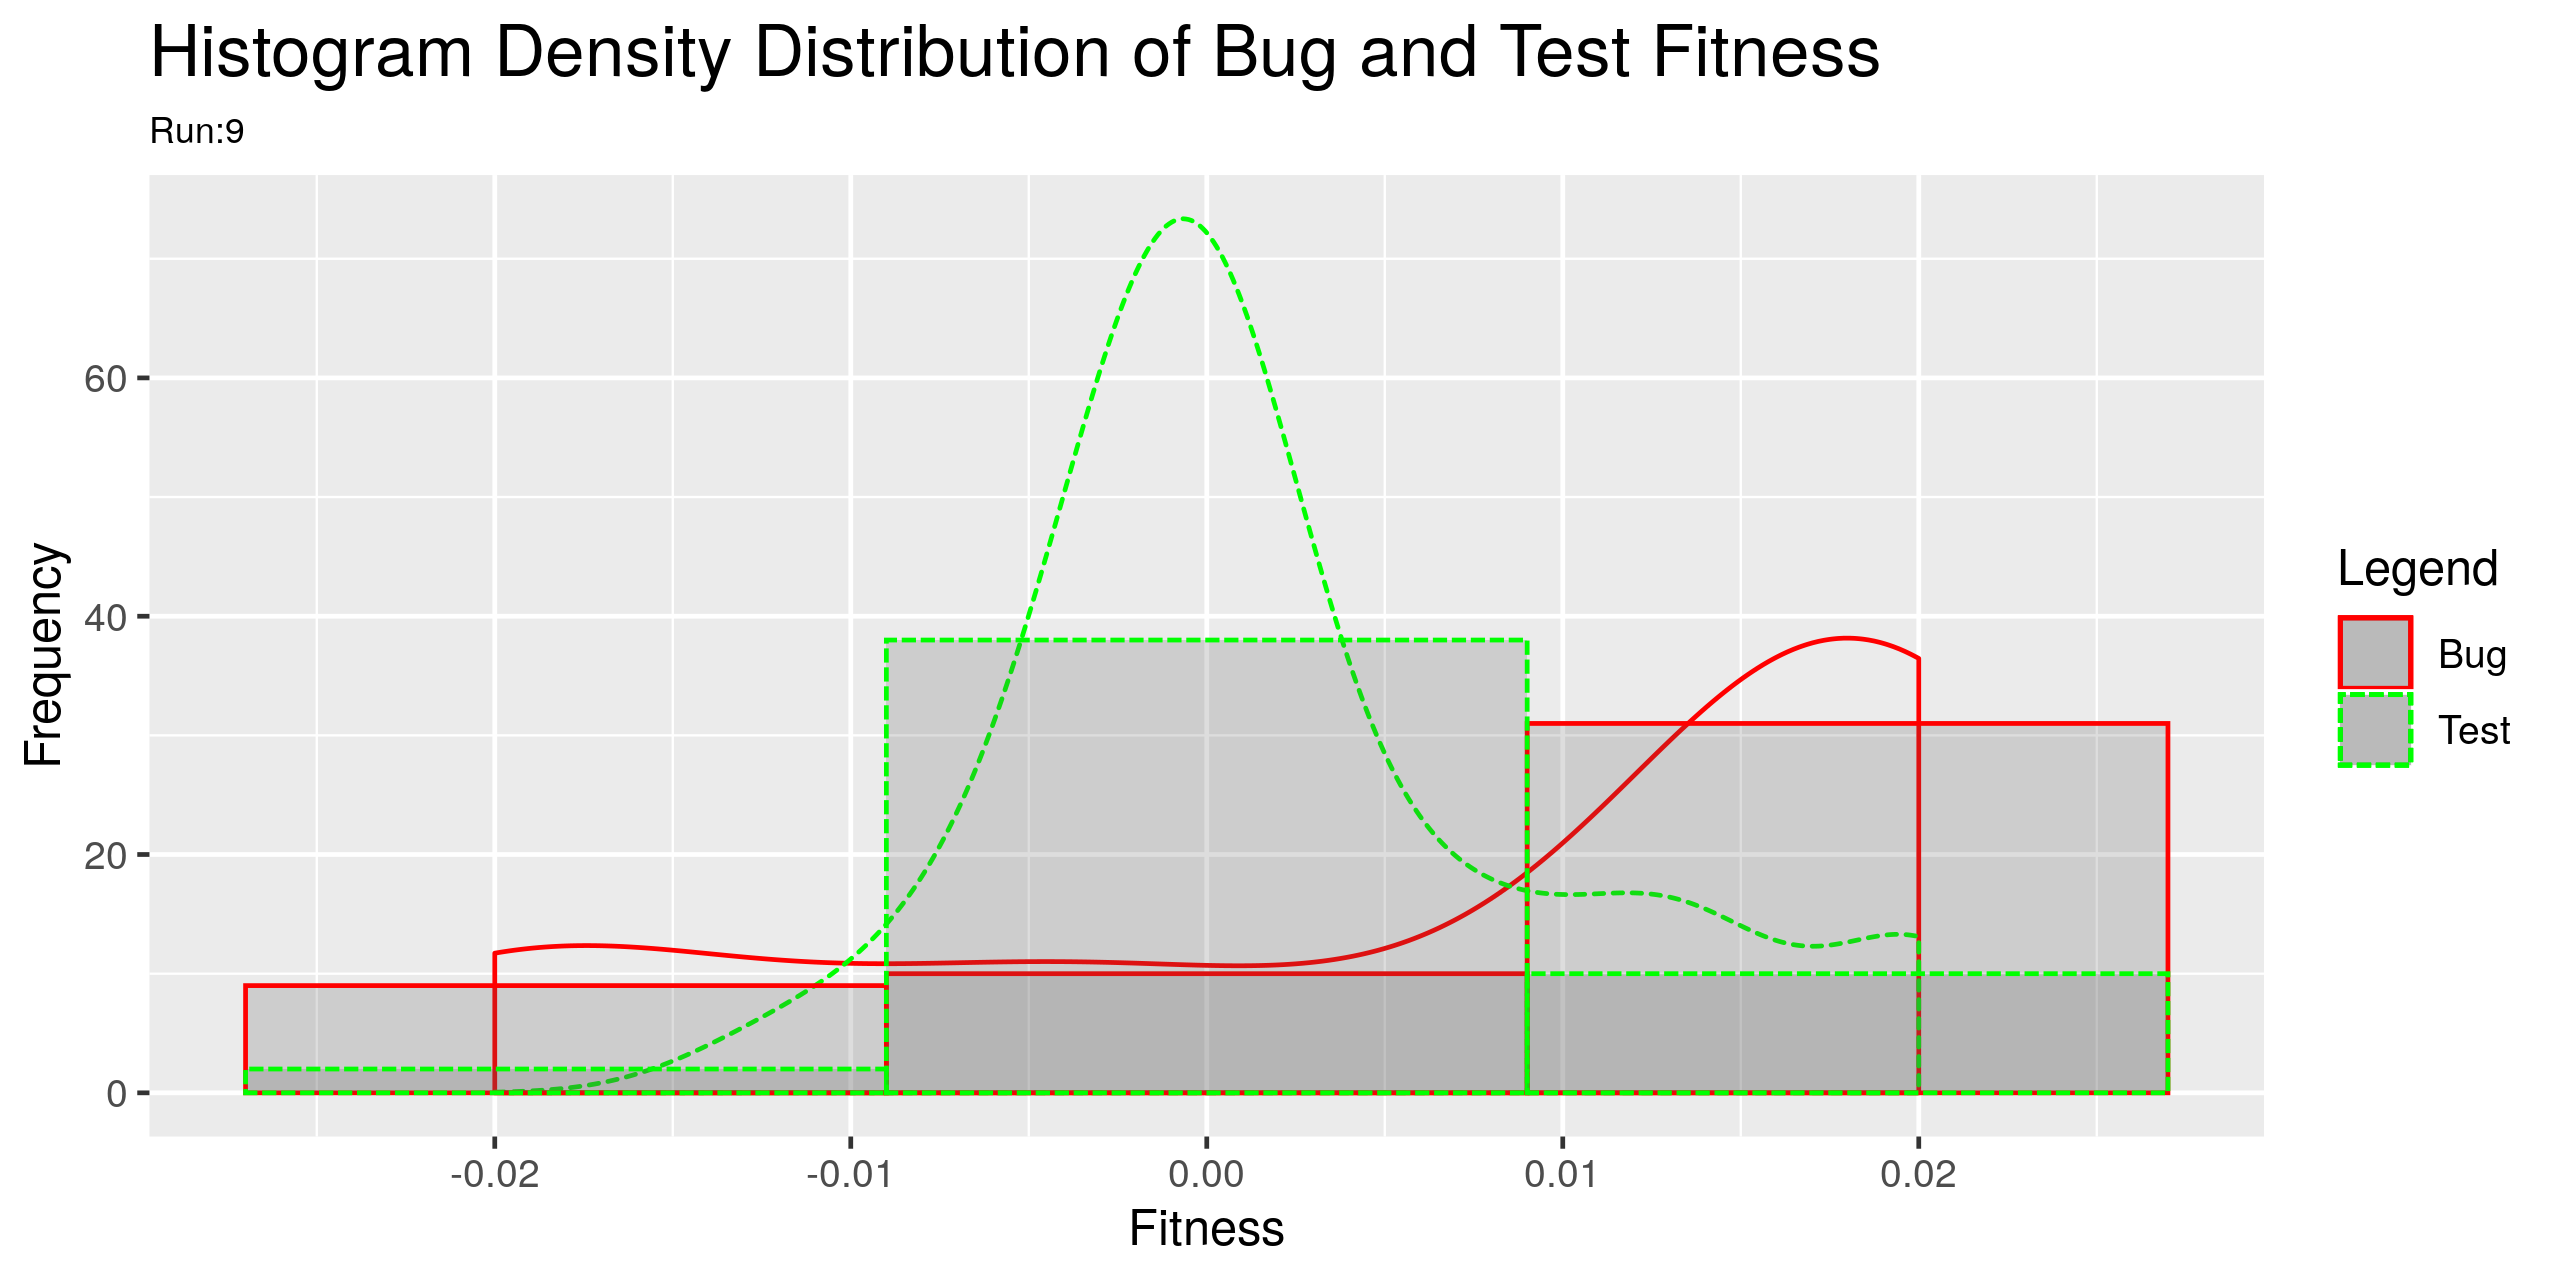 Histogram Density Distribution of Bug and Test Fitness
Run:9
Frequency
60
40
20
0
-0.02
-0.01
0.00
0.01
0.02
Fitness
Legend
Bug
Test